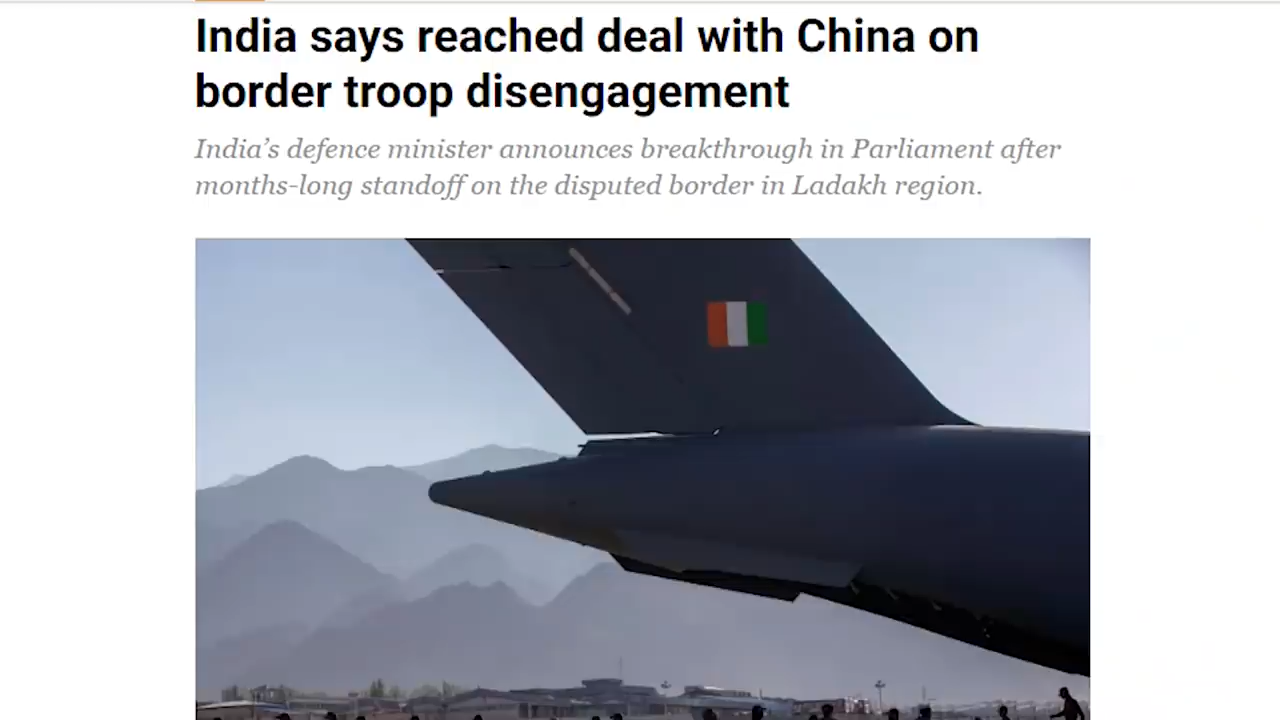 India says reached deal with China on
border troop disengagement
India’s defence minister announces breakthrough in Parliament after
months-long standoff on the disputed border in Ladakh region.